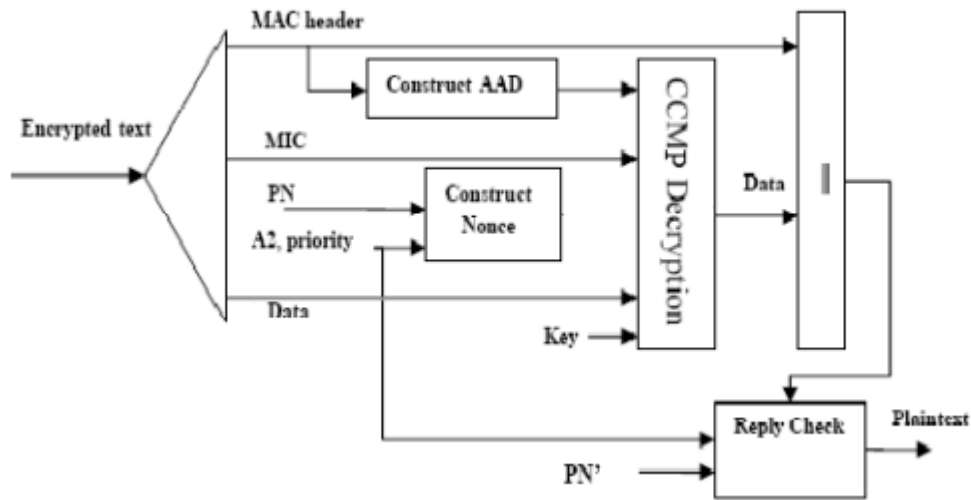 MAC header
Construct AAD
Encrypted text
MIC
CCMP Decryption
PN
Construct
Nonce
Data
A2, priority
Data
Key
Reply Check
Plaintext
PN’